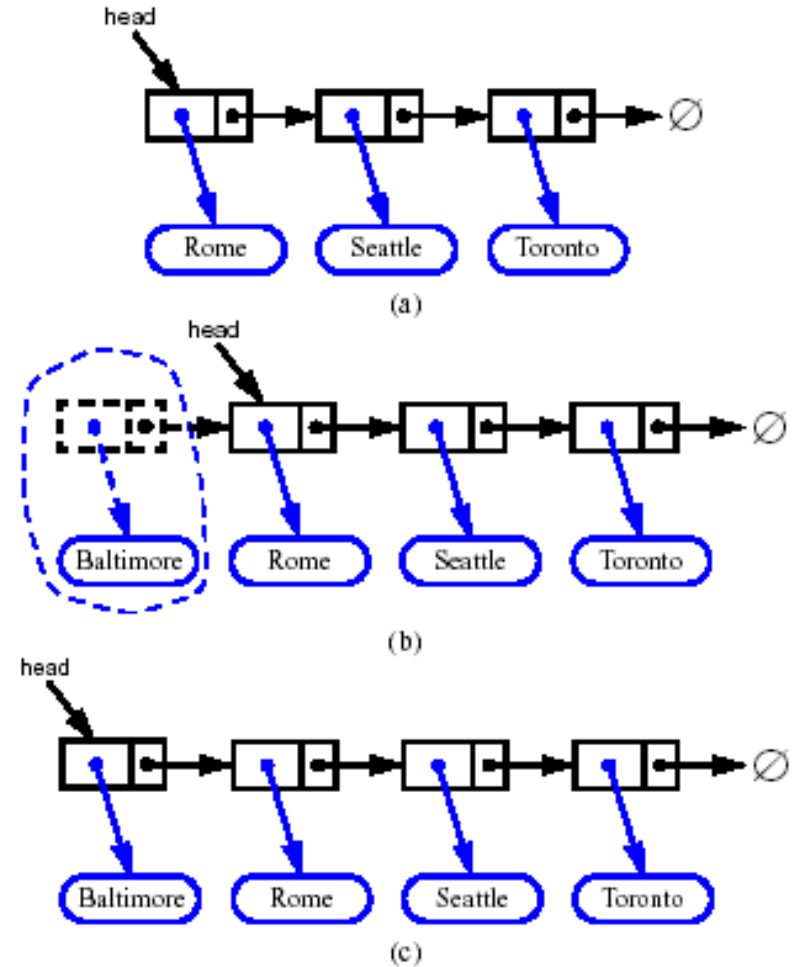 head
∅
Rome Seattle Toronto
(a)
head
∅
Baltimore Rome Seattle Toronto
(b)
head
∅
Baltimore Rome Seattle Toronto
(c)